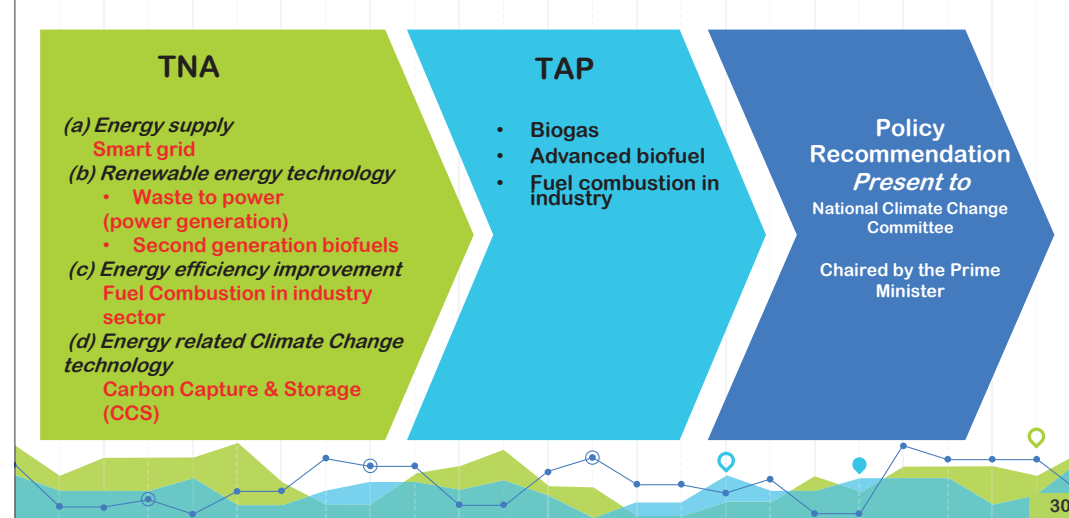 TNA
(a) Energy supply
Smart grid
(b) Renewable energy technology
• Waste to power
(power generation)
• Second generation biofuels
(c) Energy efficiency improvement
Fuel Combustion in industry
sector
(d) Energy related Climate Change
technology
Carbon Capture & Storage
(CCS)
TAP
• Biogas
• Advanced biofuel
• Fuel combustion in
industry
Policy
Recommendation
Present to
National Climate Change
Committee
Chaired by the Prime
Minister
30